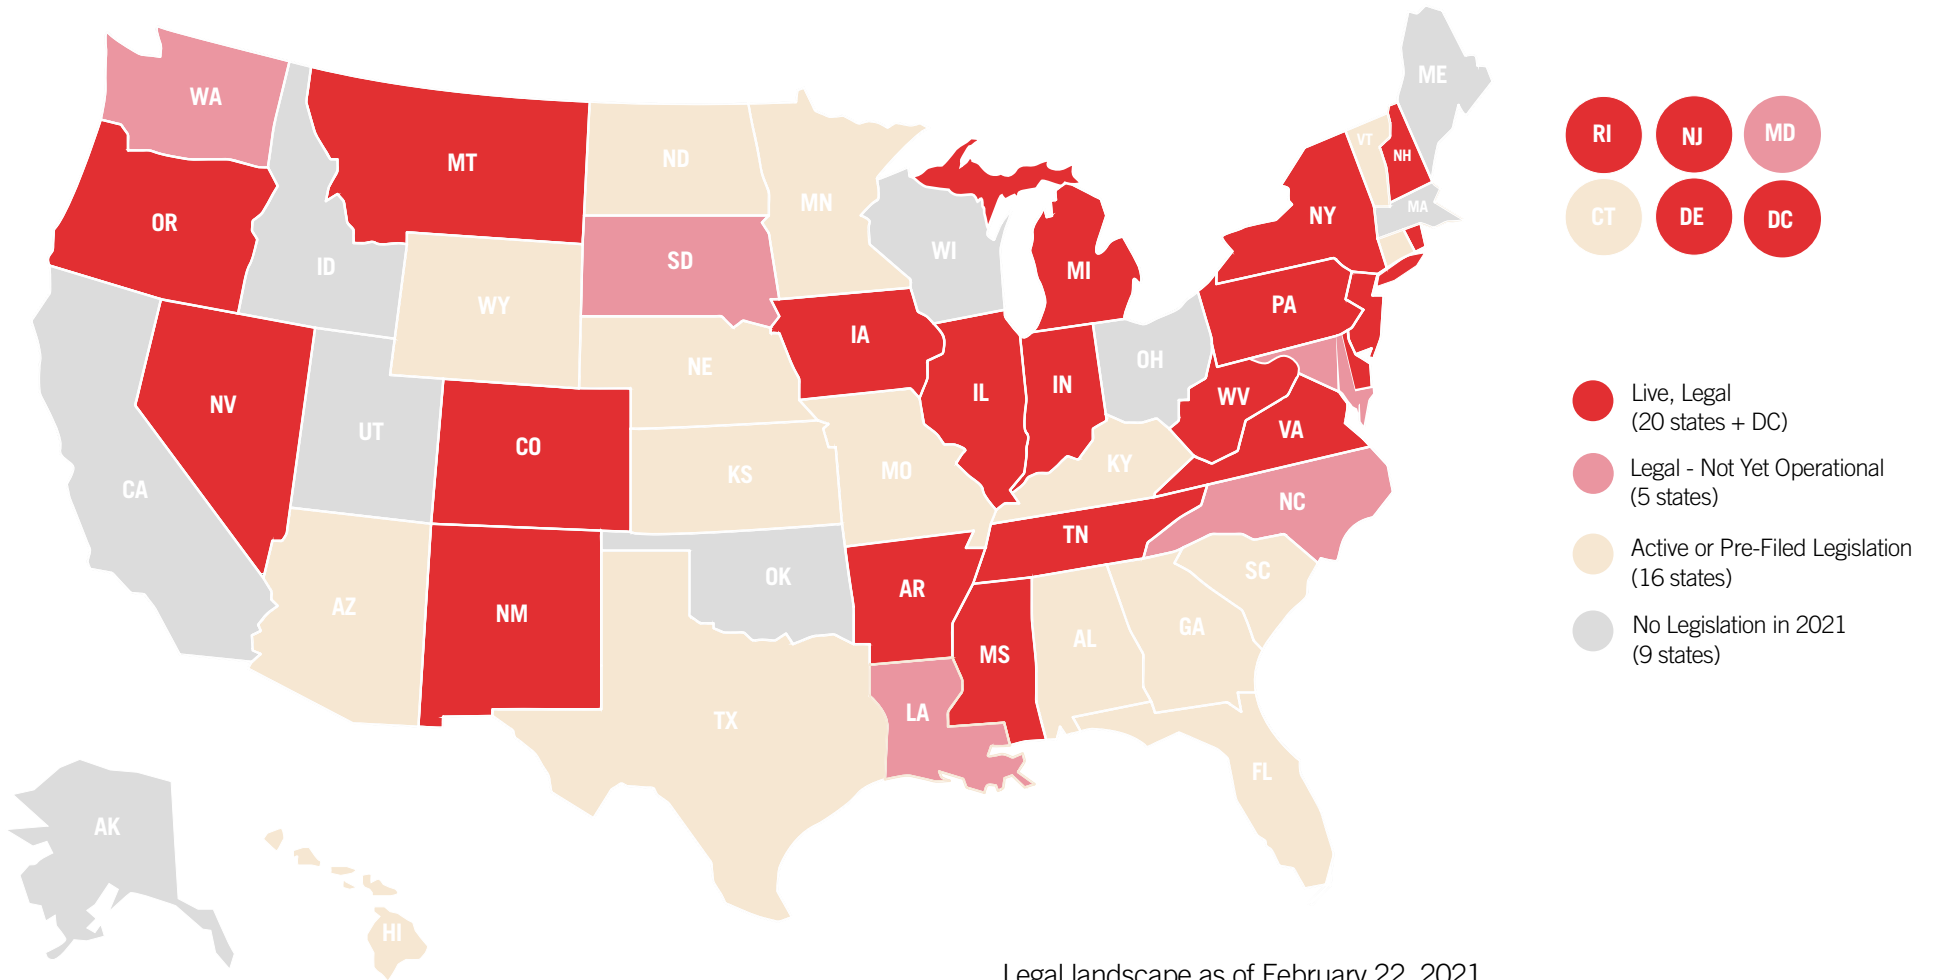 ME
WA
RI
NJ
MD
VT
NH
MT
ND
MN
MA
OR
NY
CT
DE
DC
ID
SD
WI
MI
WY
PA
IA
NE
OH
NV
IL
IN
WV
Live, Legal
(20 states + DC)
UT
CO
VA
CA
KS
MO
KY
NC
Legal - Not Yet Operational
(5 states)
TN
Active or Pre-Filed Legislation
(16 states)
AZ
NM
OK
AR
SC
TX
MS
AL
GA
No Legislation in 2021
(9 states)
LA
FL
AK
HI
Legal landscape as of February 22, 2021